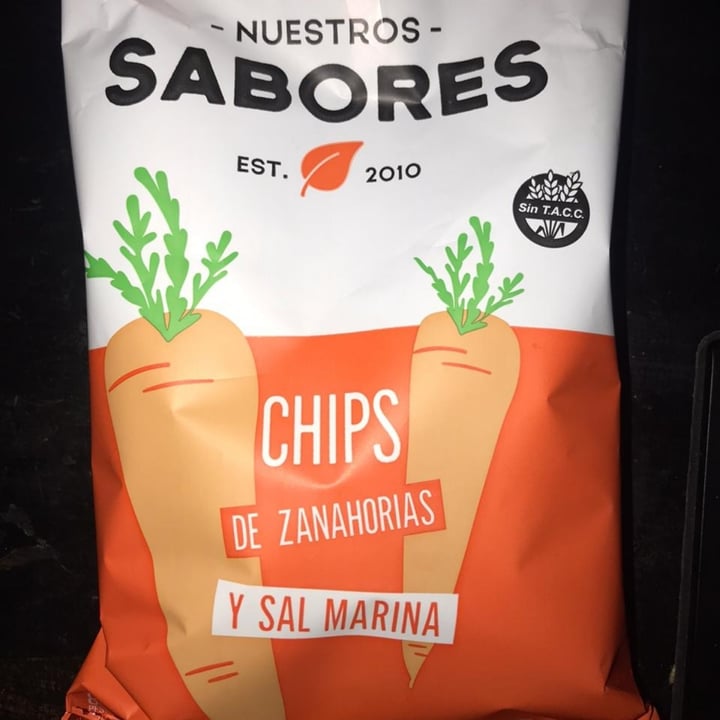 - NUESTROS -
SABORES
EST. 2010
Sin T.A.C.C.
CHIPS
DE ZANAHORIAS
Y SAL MARINA